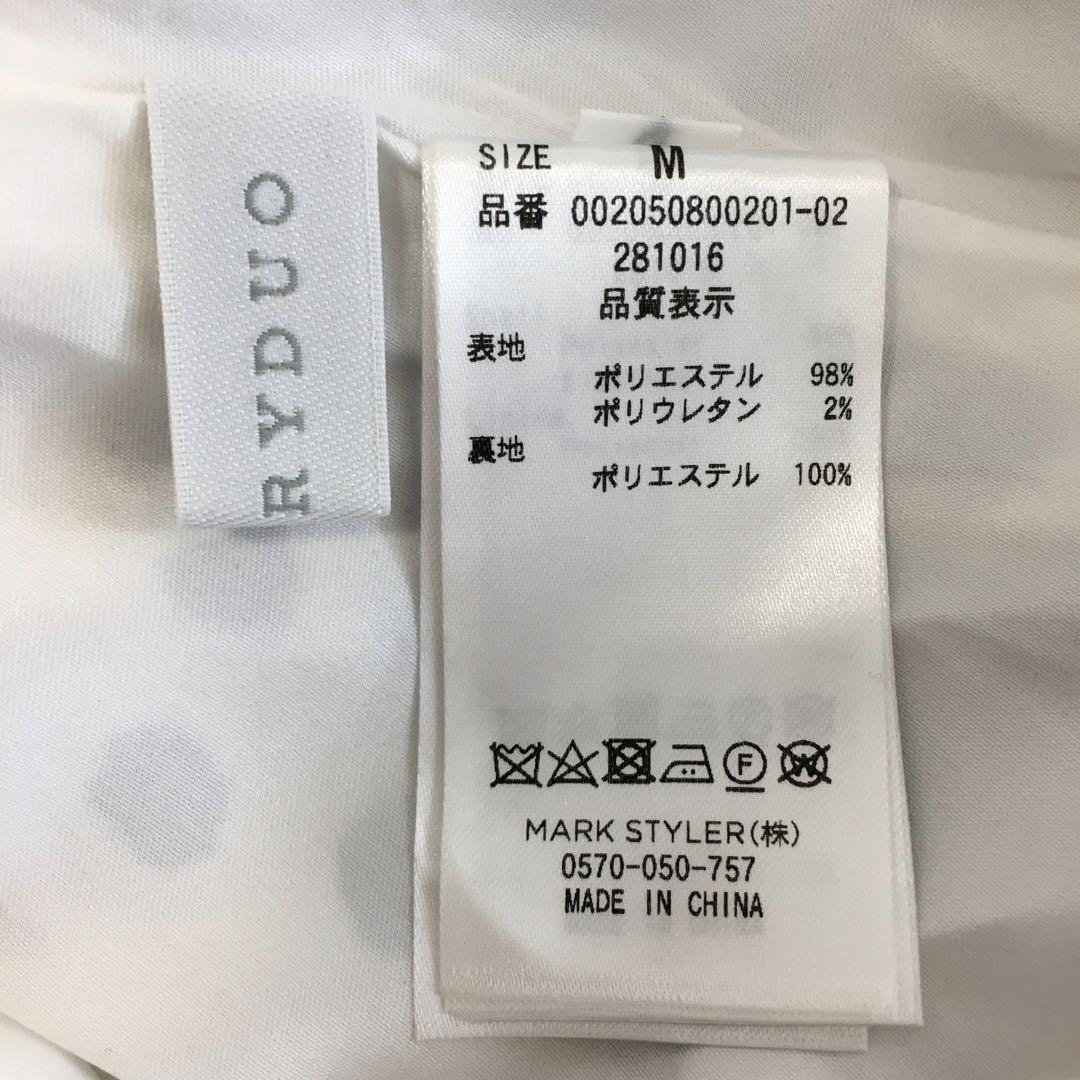 RYDUO
SIZE M
品番 002050800201-02
281016
品質表示
表地
ポリエステル 98%
ポリウレタン 2%
裏地
ポリエステル 100%
F
W
MARK STYLER(株)
0570-050-757
MADE IN CHINA